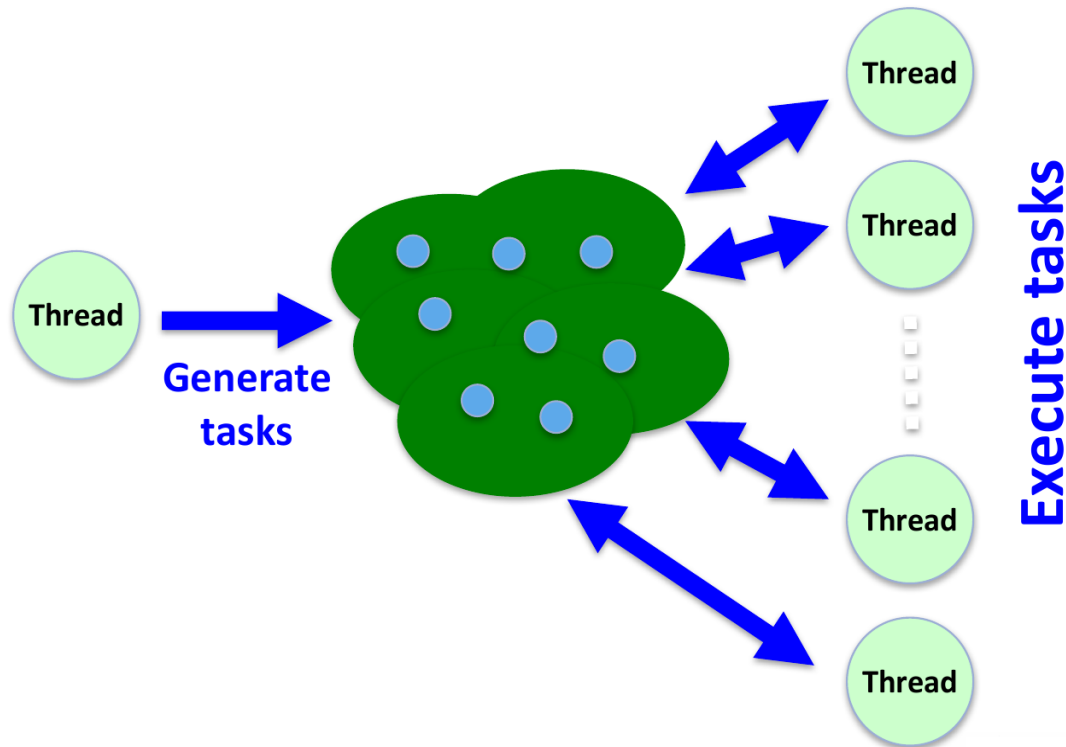 Thread
Generate
tasks
Thread
Thread
Thread
Thread
Execute tasks